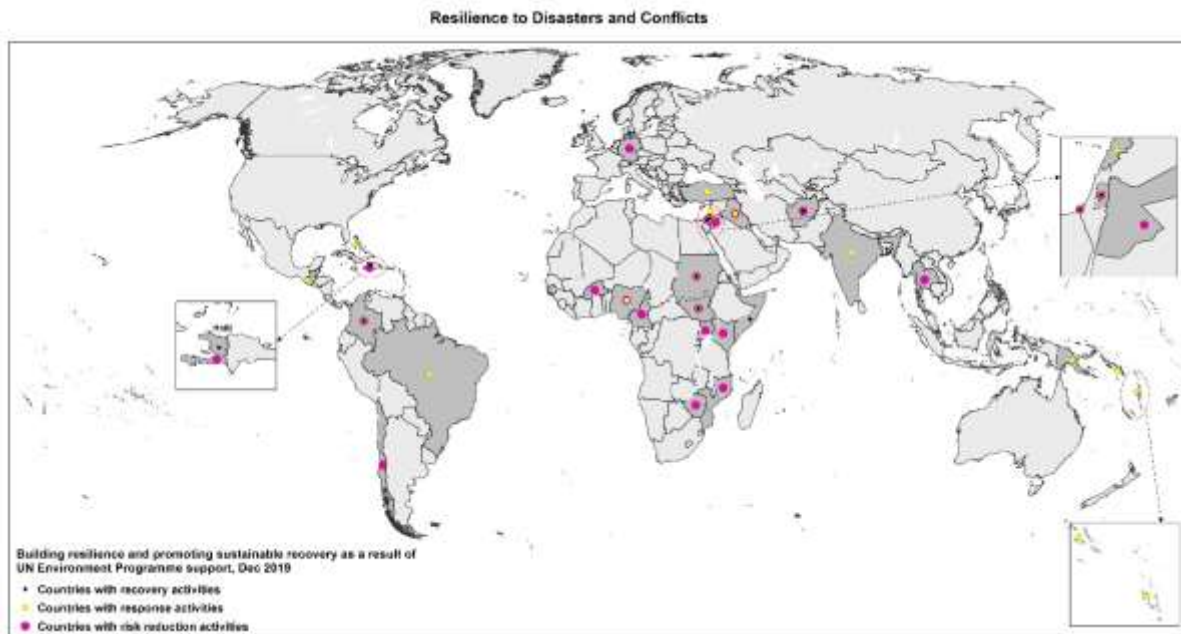 Resilience to Disasters and Conflicts
Haiti
Building resilience and promoting sustainable recovery as a result of
UN Environment Programme support, Dec 2019
Countries with recovery activities
Countries with response activities
Countries with risk reduction activities